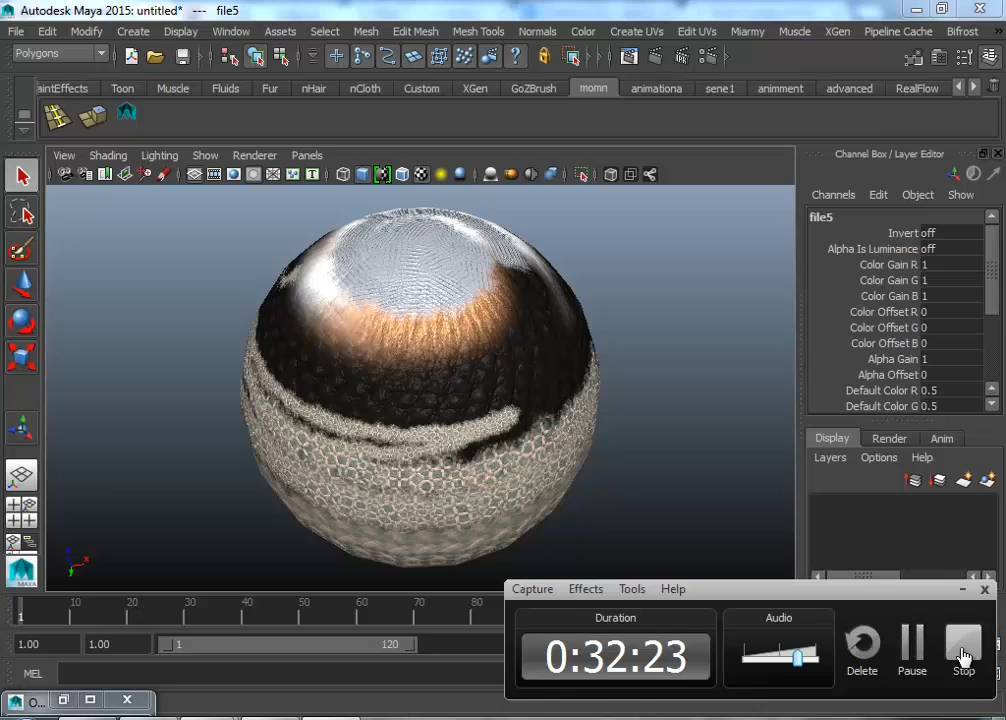 Autodesk Maya 2015: untitled* --- file5
File Edit Modify Create Display Window Assets Select Mesh Edit Mesh Mesh Tools Normals Color Create UVs Edit UVs Miarmy Muscle XGen Pipeline Cache Bifrost
Polygons
aintEffects Toon Muscle Fluids Fur nHair nCloth Custom XGen GoZBrush momn animationa sene1 animment advanced RealFlow
View Shading Lighting Show Renderer Panels
Channel Box / Layer Editor
Channels Edit Object Show
file5
Invert off
Alpha Is Luminance off
Color Gain R 1
Color Gain G 1
Color Gain B 1
Color Offset R 0
Color Offset G 0
Color Offset B 0
Alpha Gain 1
Alpha Offset 0
Default Color R 0.5
Default Color G 0.5
Display Render Anim
Layers Options Help
Capture Effects Tools Help
Duration Audio
0:32:23
Delete Pause Stop
1 10 20 30 40 50 60 70 80
1.00 1.00 1 120
MEL
O...